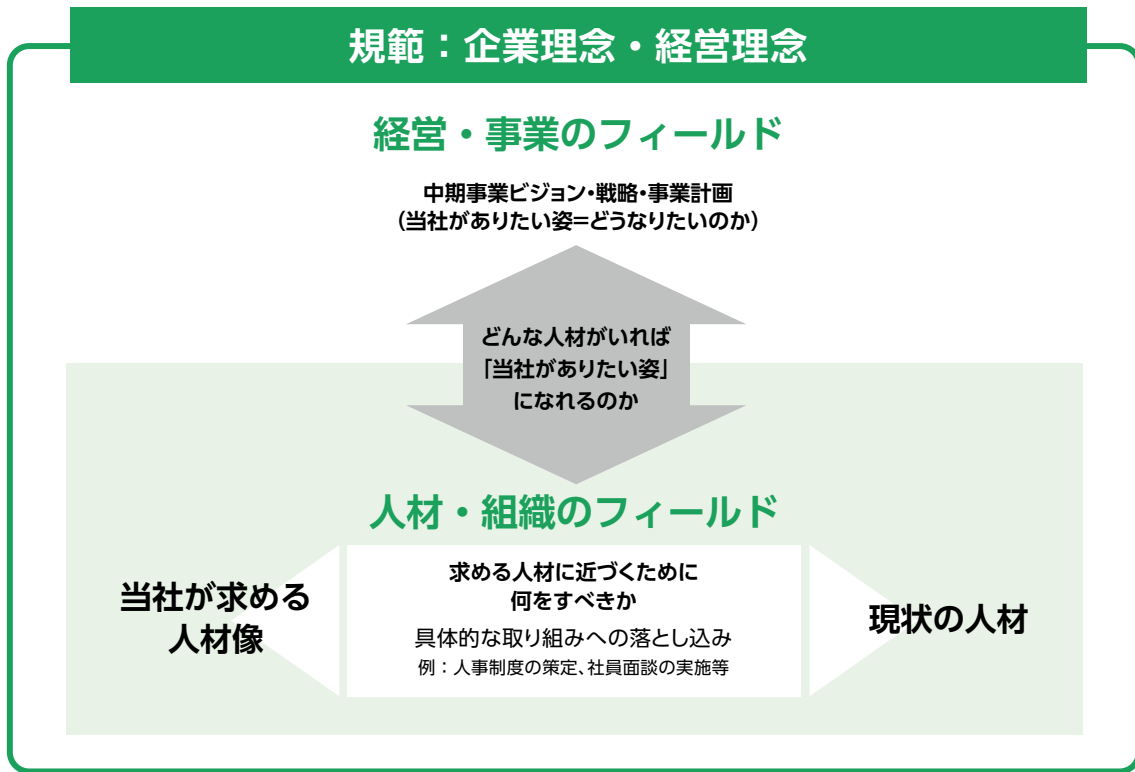 規範：企業理念・経営理念
経営・事業のフィールド
中期事業ビジョン・戦略・事業計画
（当社がありたい姿=どうなりたいのか）
どんな人材がいれば
「当社がありたい姿」
になれるのか
人材・組織のフィールド
当社が求める
人材像
求める人材に近づくために
何をすべきか
具体的な取り組みへの落とし込み
例：人事制度の策定、社員面談の実施等
現状の人材